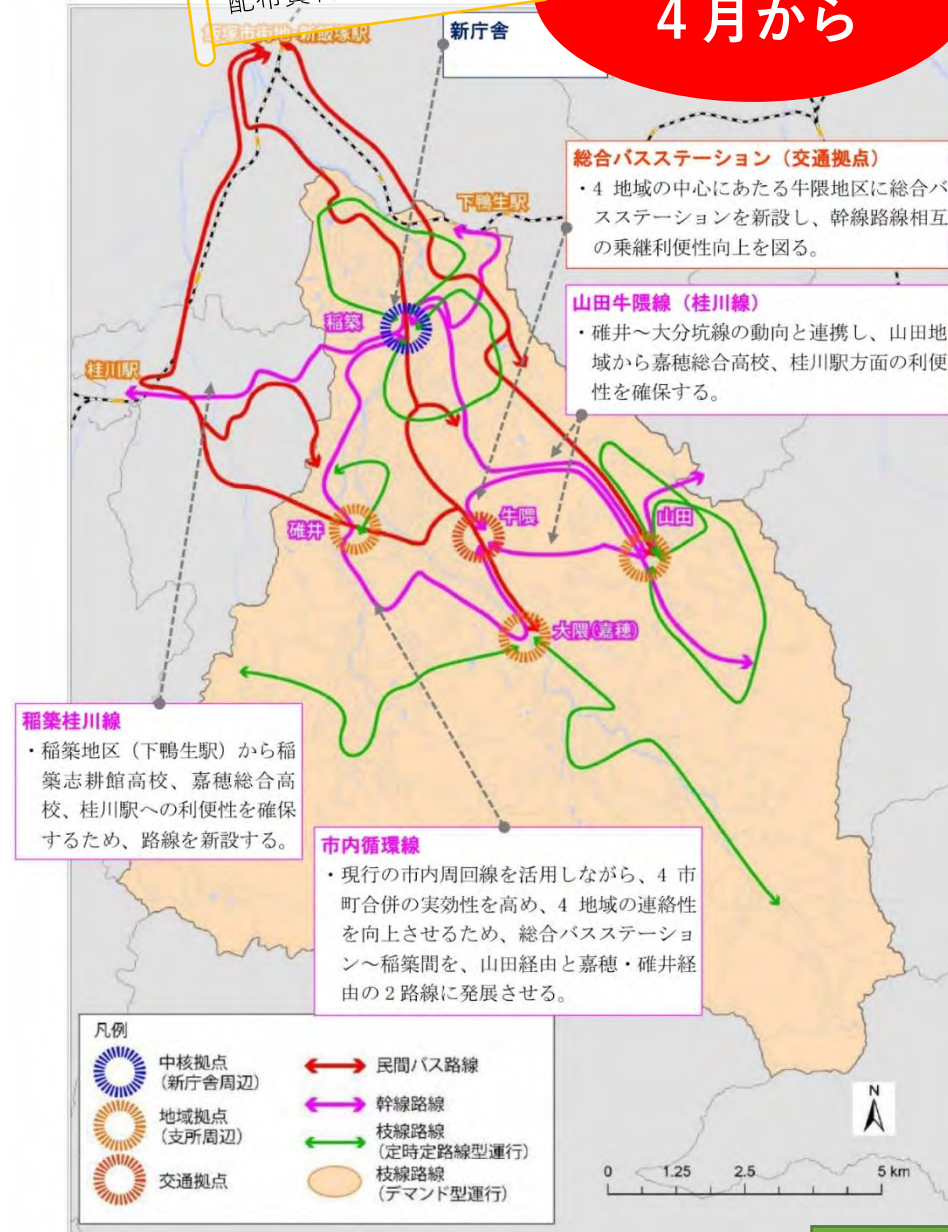 配布資
4月から
飯塚市街地・新飯塚駅
新庁舎
総合バスステーション（交通拠点）
・4 地域の中心にあたる牛隈地区に総合バ
スステーションを新設し、幹線路線相互
の乗継利便性向上を図る。
下鴨生駅
山田牛隈線（桂川線）
・碓井～大分坑線の動向と連携し、山田地
域から嘉穂総合高校、桂川駅方面の利便
性を確保する。
稲築
桂川駅
碓井
牛隈
山田
大隈(嘉穂)
稲築桂川線
・稲築地区（下鴨生駅）から稲
築志耕館高校、嘉穂総合高
校、桂川駅への利便性を確保
するため、路線を新設する。
市内循環線
・現行の市内周回線を活用しながら、4 市
町合併の実効性を高め、4 地域の連絡性
を向上させるため、総合バスステーショ
ン～稲築間を、山田経由と嘉穂・碓井経
由の2路線に発展させる。
凡例
中核拠点
(新庁舎周辺)
地域拠点
(支所周辺)
交通拠点
民間バス路線
幹線路線
枝線路線
(定時定路線型運行)
枝線路線
(デマンド型運行)
N
0 1.25 2.5 5 km